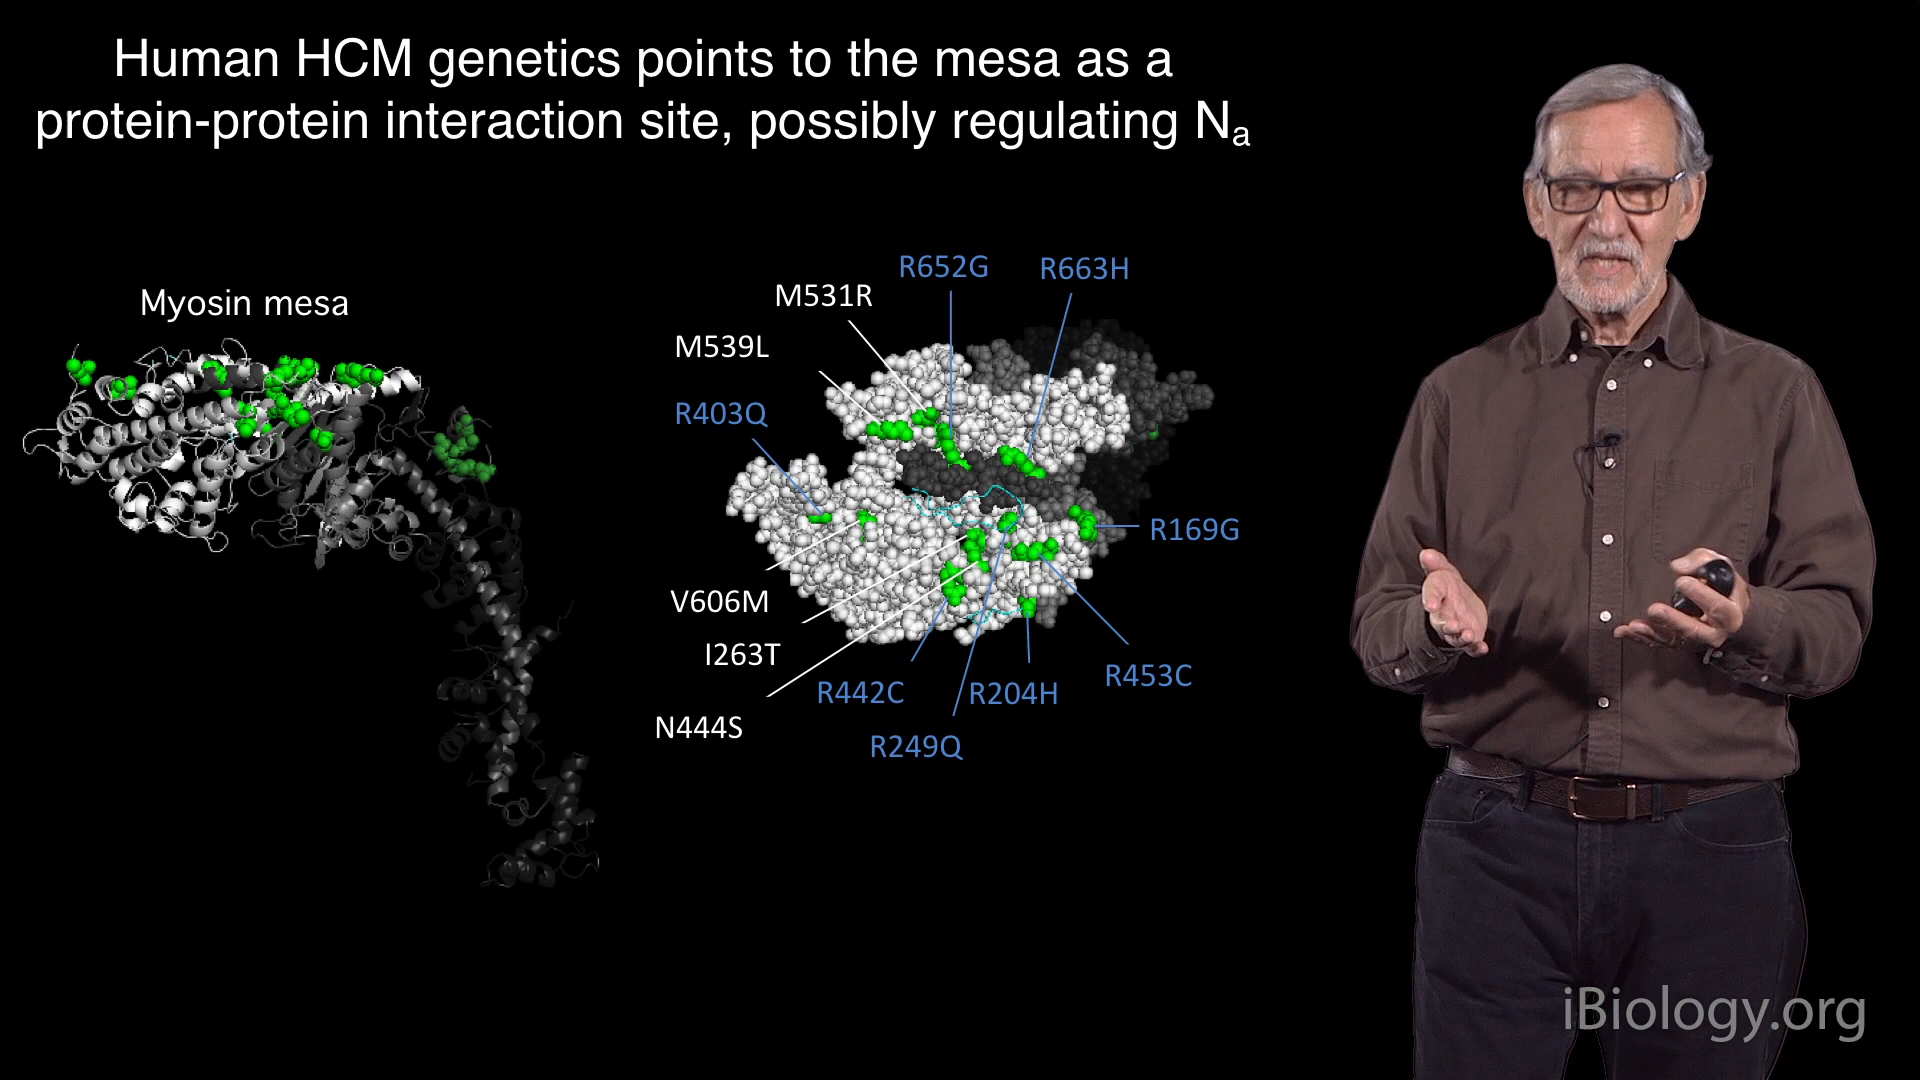 Human HCM genetics points to the mesa as a
protein-protein interaction site, possibly regulating Na
Myosin mesa
R652G
R663H
M531R
M539L
R403Q
R169G
V606M
I263T
R453C
R442C
R204H
N444S
R249Q
iBiology.org